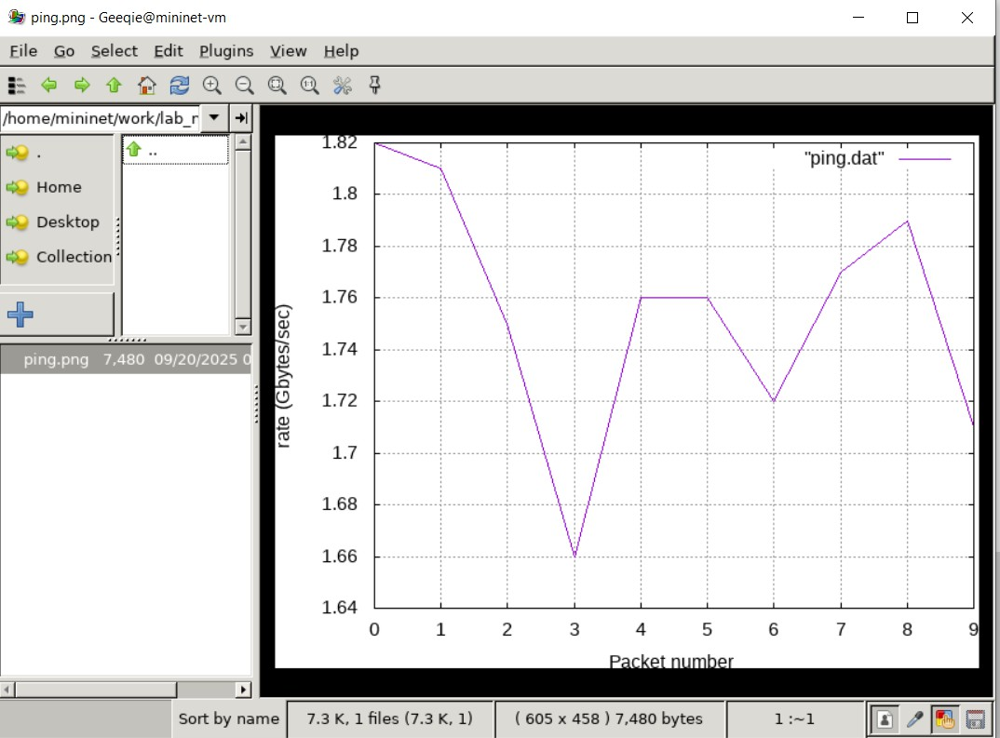 ping.png - Geeqie@mininet-vm
File Go Select Edit Plugins View Help
/home/mininet/work/lab_r
.
Home
Desktop
Collection
..
ping.png 7,480 09/20/2025 0
"ping.dat"
1.82
1.8
1.78
1.76
1.74
1.72
1.7
1.68
1.66
1.64
rate (Gbytes/sec)
0 1 2 3 4 5 6 7 8 9
Packet number
Sort by name
7.3 K, 1 files (7.3 K, 1)
( 605 x 458 ) 7,480 bytes
1 :~1